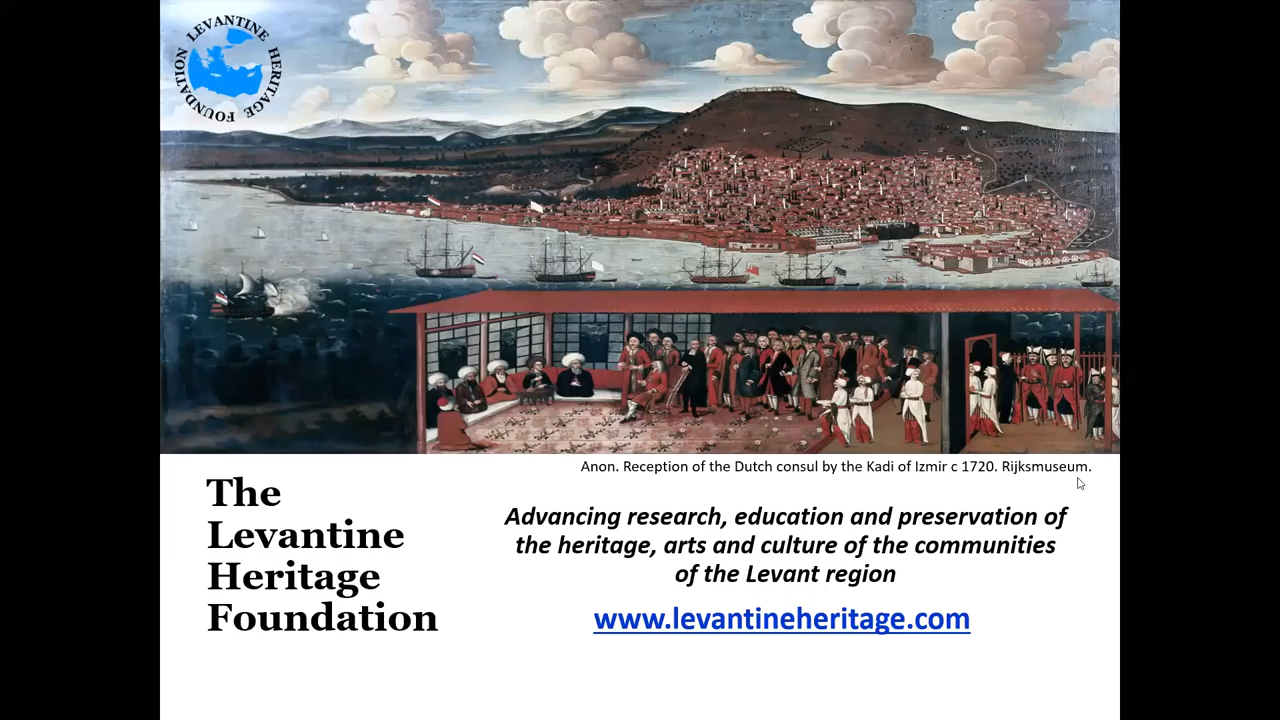 LEVANTINE HERITAGE FOUNDATION
Anon. Reception of the Dutch consul by the Kadi of Izmir c 1720. Rijksmuseum.
The
Levantine
Heritage
Foundation
Advancing research, education and preservation of
the heritage, arts and culture of the communities
of the Levant region
www.levantineheritage.com